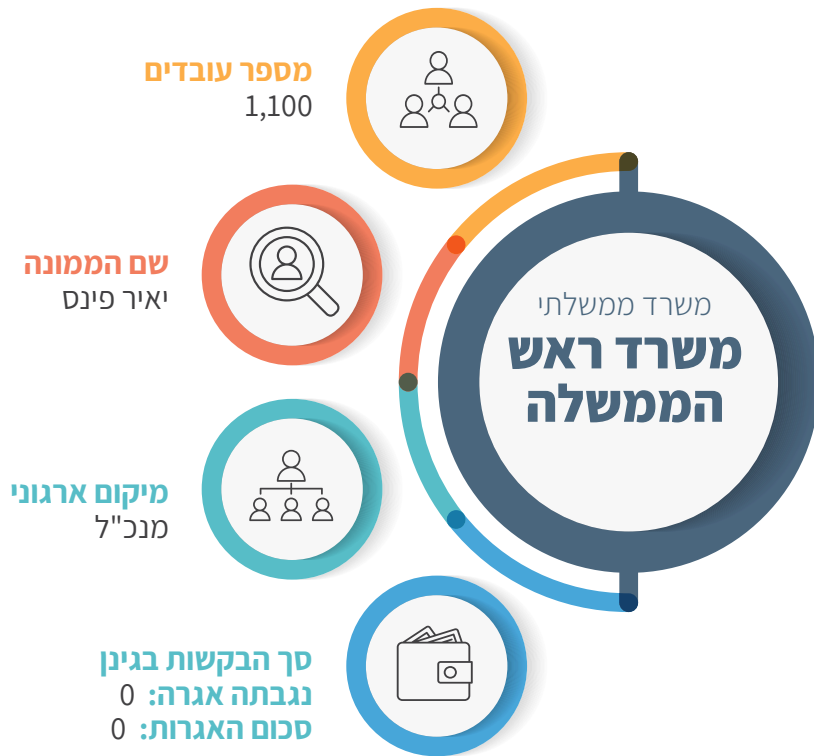 משרד ממשלתי
משרד ראש
הממשלה
מספר עובדים
1,100
שם הממונה
יאיר פינס
מיקום ארגוני
מנכ"ל
סך הבקשות בגינן
נגבתה אגרה: 0
סכום האגרות: 0